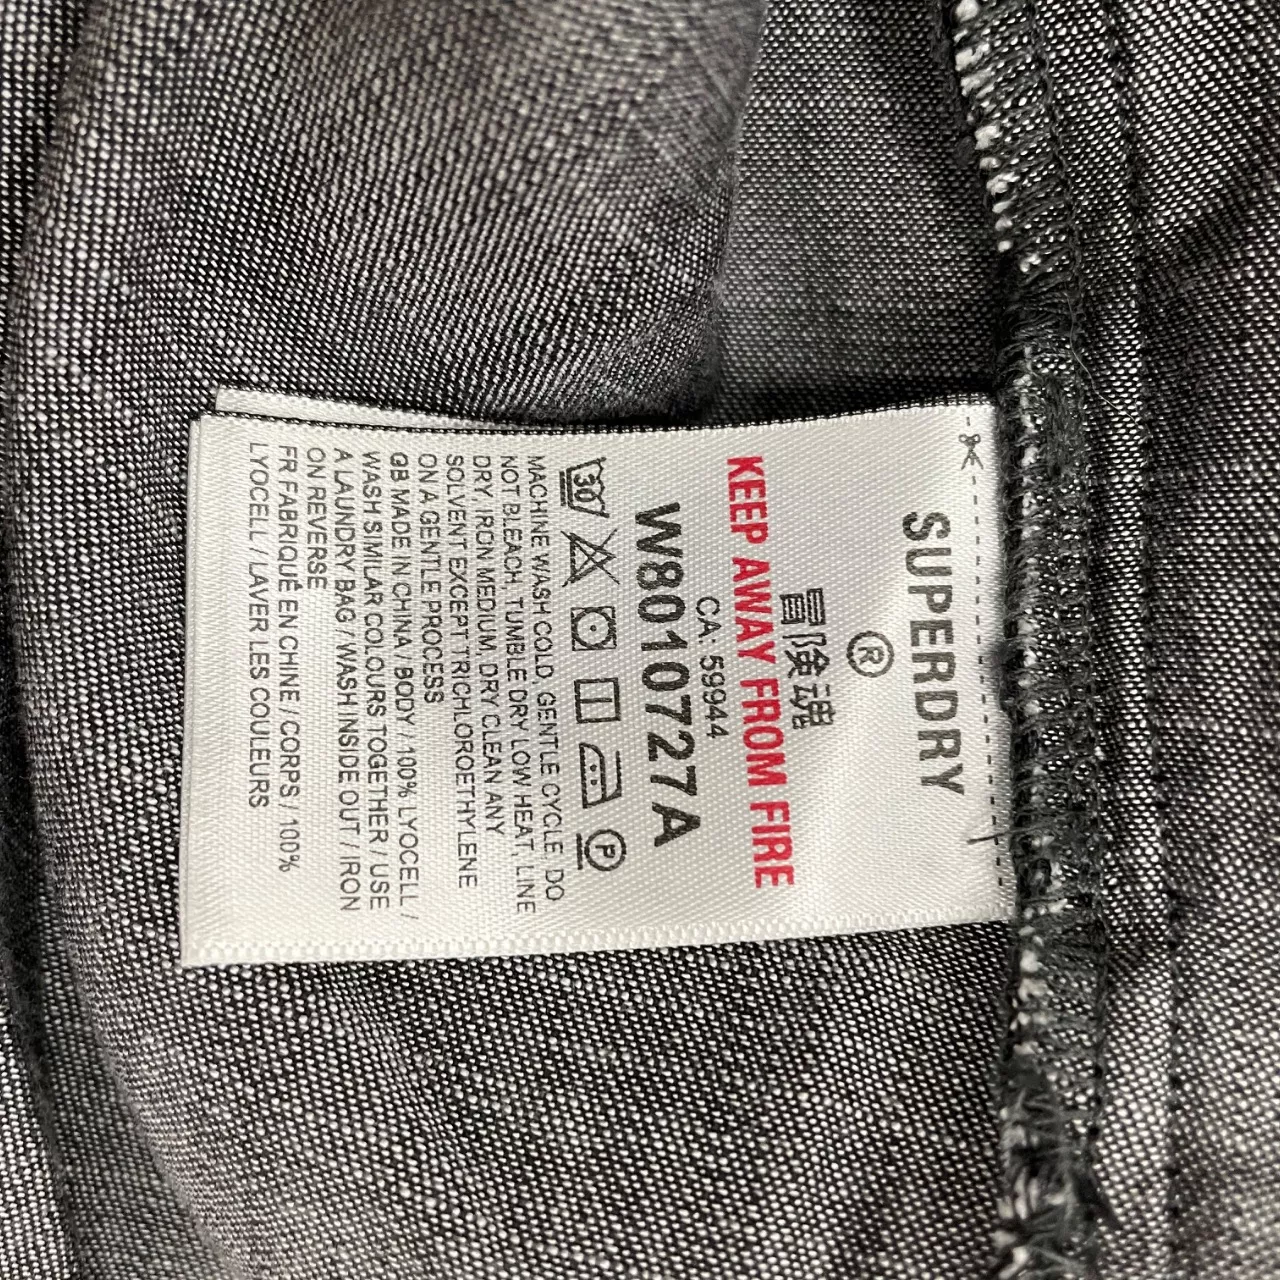 SUPERDRY
®
冒険魂
KEEP AWAY FROM FIRE
CA: 59944
W8010727A
30 P
MACHINE WASH COLD, GENTLE CYCLE, DO
NOT BLEACH, TUMBLE DRY LOW HEAT, LINE
DRY, IRON MEDIUM, DRY CLEAN ANY
SOLVENT EXCEPT TRICHLOROETHYLENE
ON A GENTLE PROCESS
GB MADE IN CHINA / BODY / 100% LYOCELL /
WASH SIMILAR COLOURS TOGETHER / USE
A LAUNDRY BAG / WASH INSIDE OUT / IRON
ON REVERSE
FR FABRIQUÉ EN CHINE / CORPS / 100%
LYOCELL / LAVER LES COULEURS